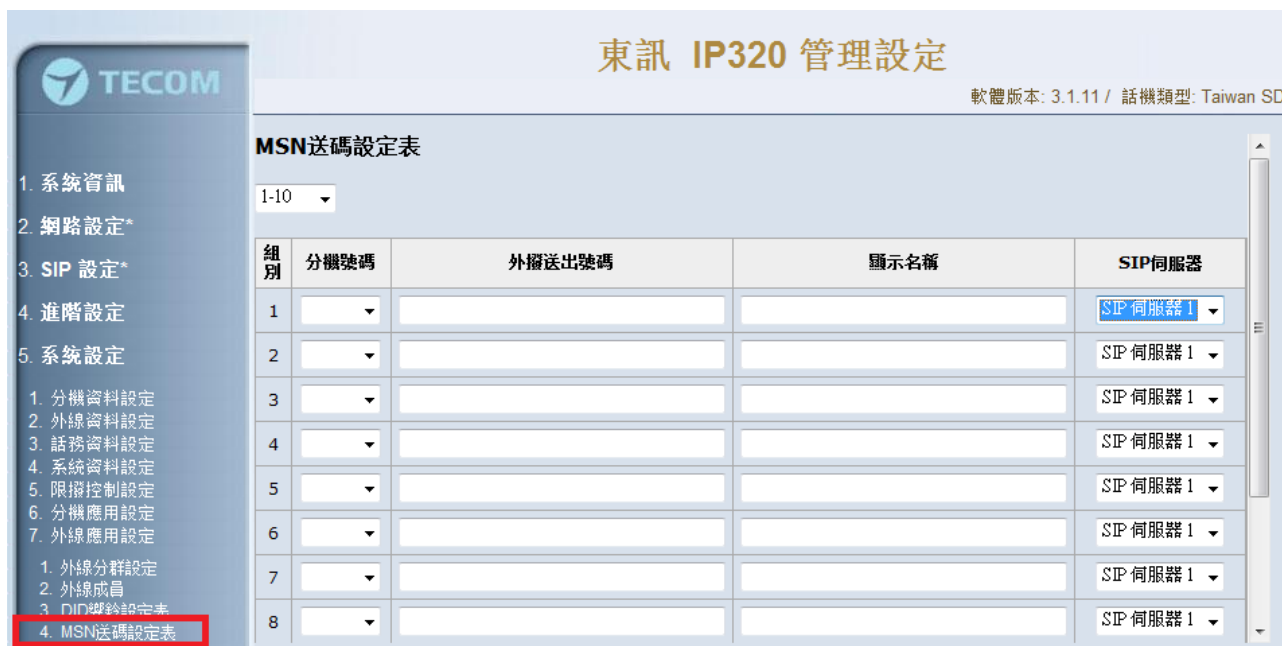 東訊 IP320 管理設定
TECOM
軟體版本: 3.1.11 / 話機類型: Taiwan SD
MSN送碼設定表
1-10
1. 系統資訊
2. 網路設定*
3. SIP 設定*
4. 進階設定
5. 系統設定
1. 分機資料設定
2. 外線資料設定
3. 話務資料設定
4. 系統資料設定
5. 限撥控制設定
6. 分機應用設定
7. 外線應用設定
1. 外線分群設定
2. 外線成員
3. DID響鈴設定表
4. MSN送碼設定表
組別 分機號碼 外撥送出號碼 顯示名稱 SIP伺服器
1 SIP 伺服器 1
2 SIP 伺服器 1
3 SIP 伺服器 1
4 SIP 伺服器 1
5 SIP 伺服器 1
6 SIP 伺服器 1
7 SIP 伺服器 1
8 SIP 伺服器 1